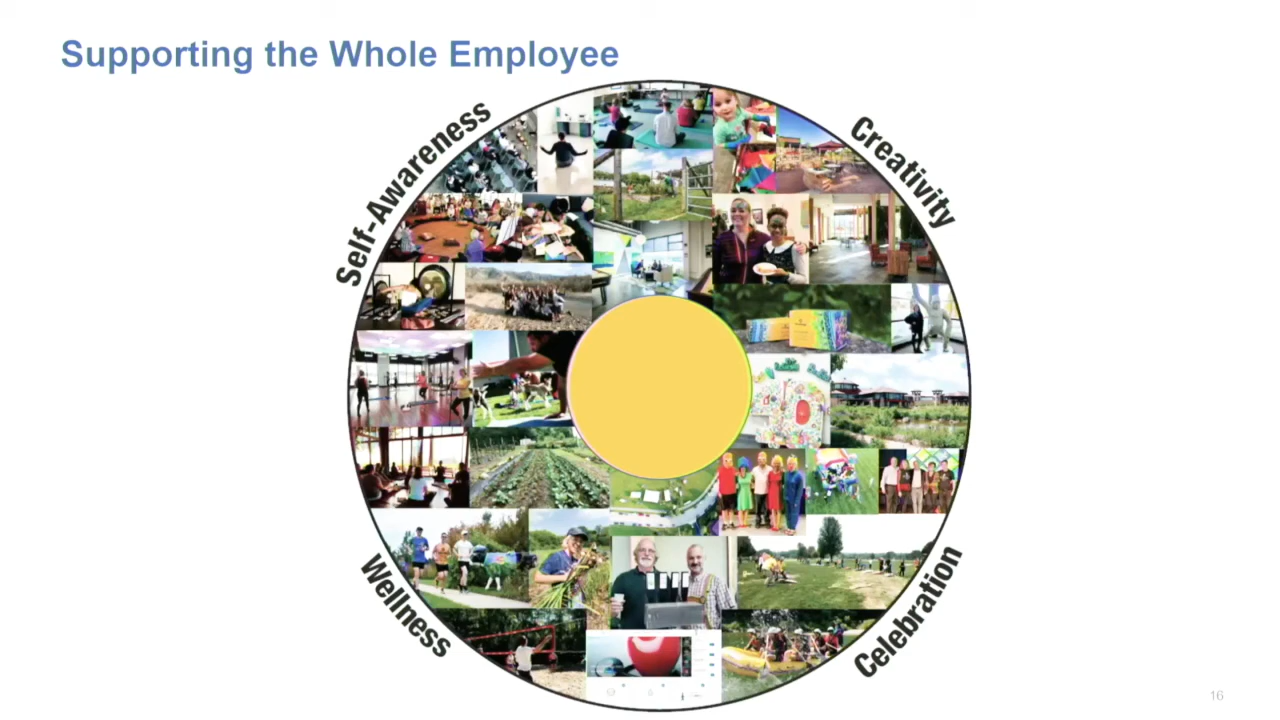 Supporting the Whole Employee
Self-Awareness
Creativity
Wellness
Celebration
16